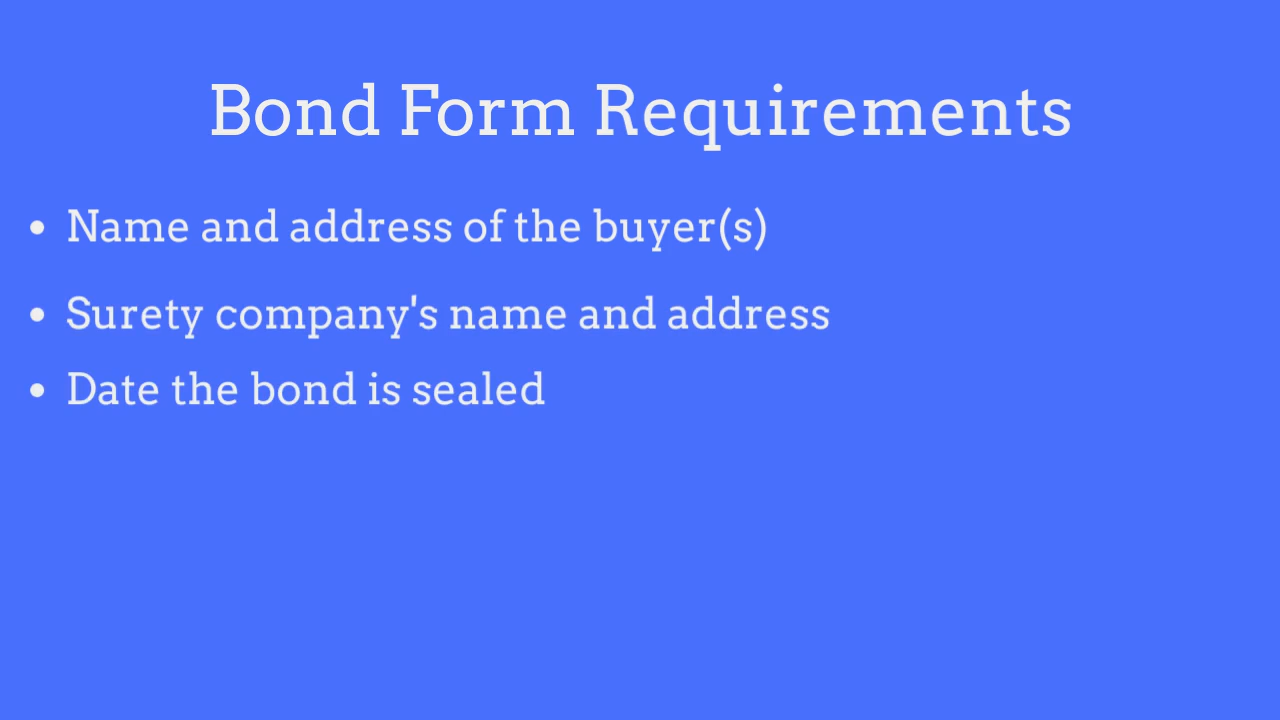 Bond Form Requirements
• Name and address of the buyer(s)
• Surety company's name and address
• Date the bond is sealed